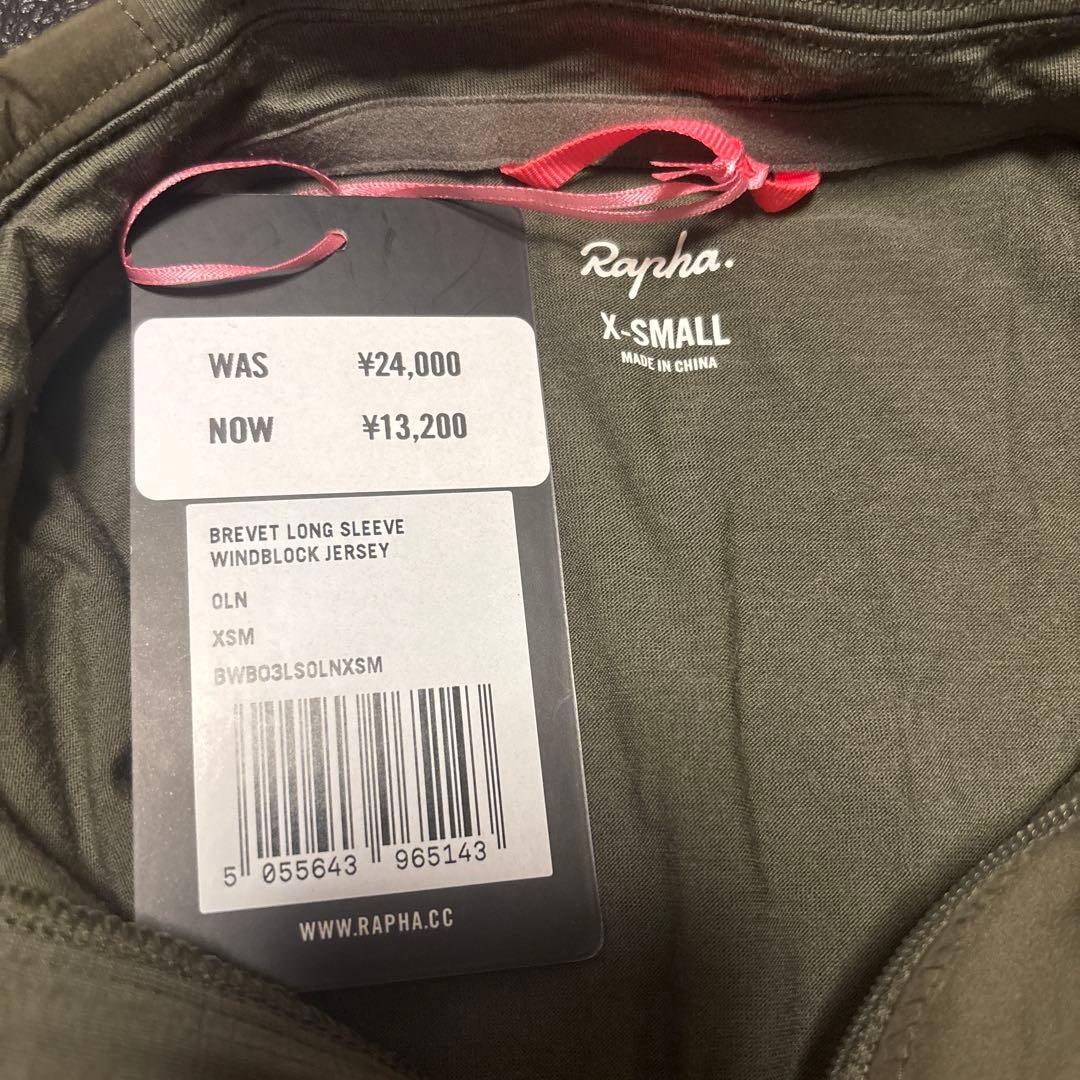 Rapha.
X-SMALL
MADE IN CHINA
WAS ¥24,000
NOW ¥13,200
BREVET LONG SLEEVE
WINDBLOCK JERSEY
OLN
XSM
BWB03LSOLNXSM
5 055643 965143
WWW.RAPHA.CC